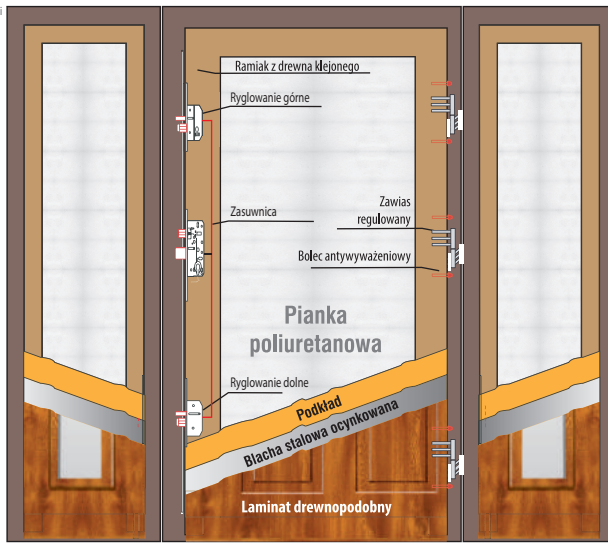 Ramiak z drewna klejonego
Ryglowanie górne
Zasuwnica
Zawias
regulowany
Bolec antywyważeniowy
Pianka
poliuretanowa
Ryglowanie dolne
Podkład
Blacha stalowa ocynkowana
Laminat drewnopodobny